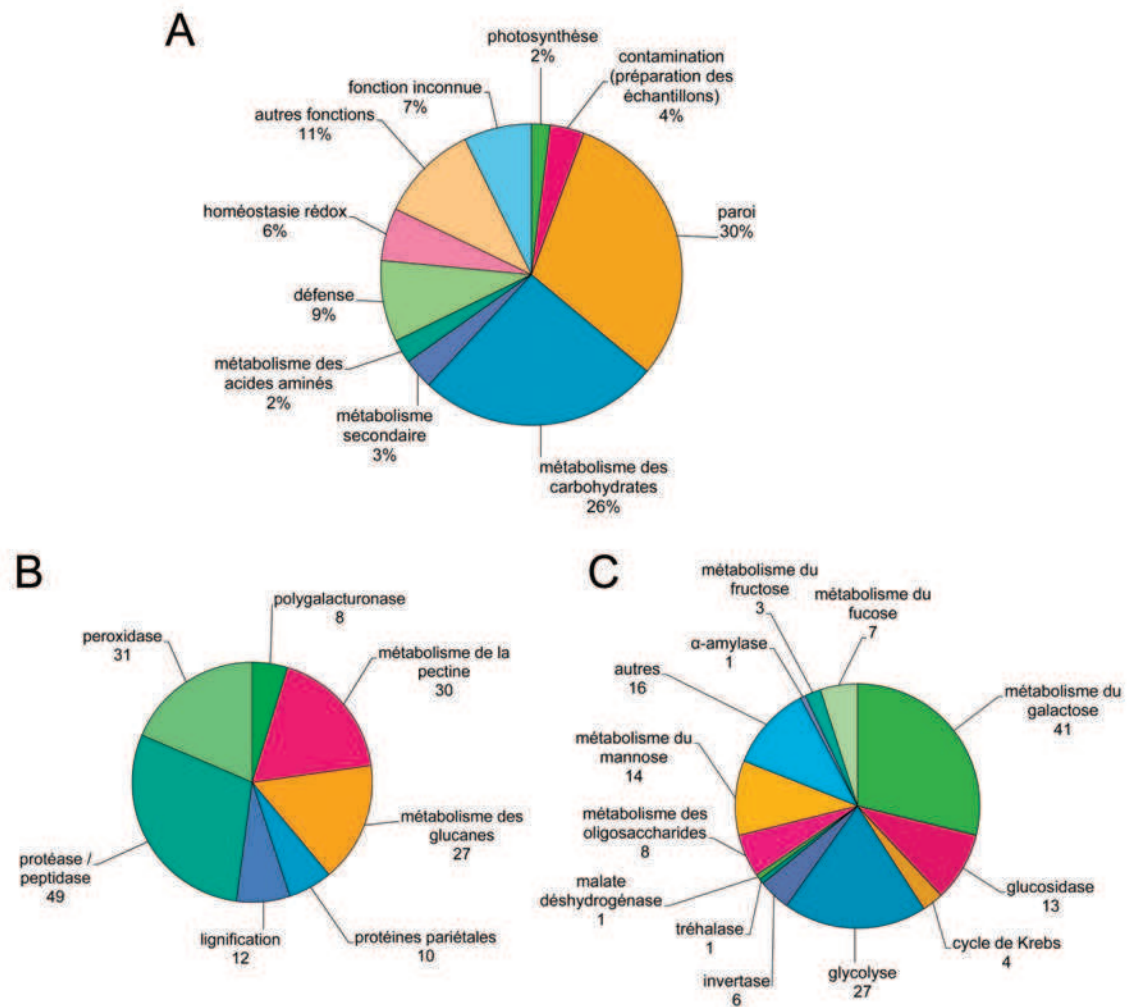 A
photosynthèse
2%
contamination
(préparation des
échantillons)
4%
fonction inconnue
7%
autres fonctions
11%
homéostasie rédox
6%
paroi
30%
défense
9%
métabolisme des
acides aminés
2%
métabolisme
secondaire
3%
métabolisme des
carbohydrates
26%
B
polygalacturonase
8
peroxidase
31
métabolisme de la
pectine
30
métabolisme des
glucanes
27
protéase /
peptidase
49
lignification
12
protéines pariétales
10
C
métabolisme du
fructose
3
métabolisme du
fucose
7
α-amylase
1
autres
16
métabolisme du
galactose
41
métabolisme du
mannose
14
métabolisme des
oligosaccharides
8
malate
déshydrogénase
1
glucosidase
13
tréhalase
1
cycle de Krebs
4
invertase
6
glycolyse
27